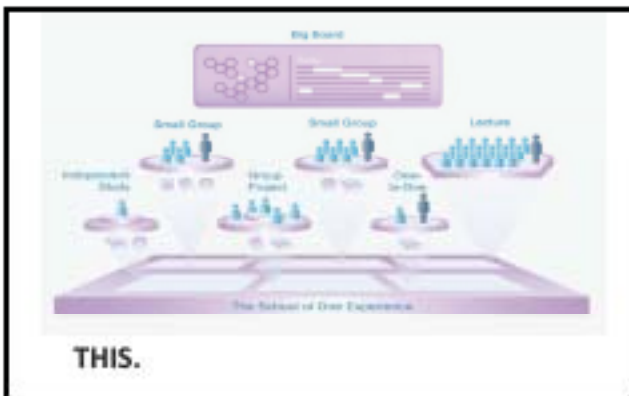 Big Board
Small Group
Small Group
Lecture
Independent
Study
Group
Project
One-
to-One
The School of One Experience
THIS.